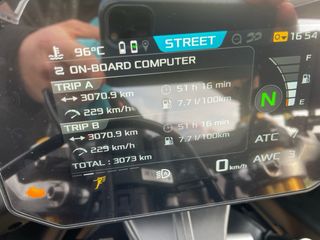 96°C STREET 16 54
2 ON-BOARD COMPUTER
TRIP A
3070.9 km 51 h 16 min
229 km/h 7.7 l/100km
TRIP B
3070.9 km 51 h 16 min
229 km/h 7.7 l/100km
TOTAL : 3073 km
0 km/h
F
E
N
ATC
AWC 3